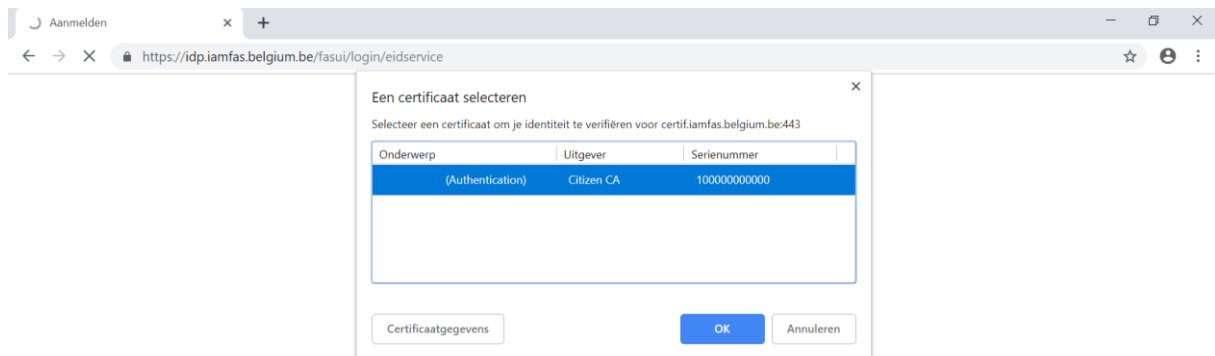 Aanmelden
https://idp.iamfas.belgium.be/fasui/login/eidservice
Een certificaat selecteren
Selecteer een certificaat om je identiteit te verifiëren voor certif.iamfas.belgium.be:443
Onderwerp Uitgever Serienummer
(Authentication) Citizen CA 100000000000
Certificaatgegevens OK Annuleren